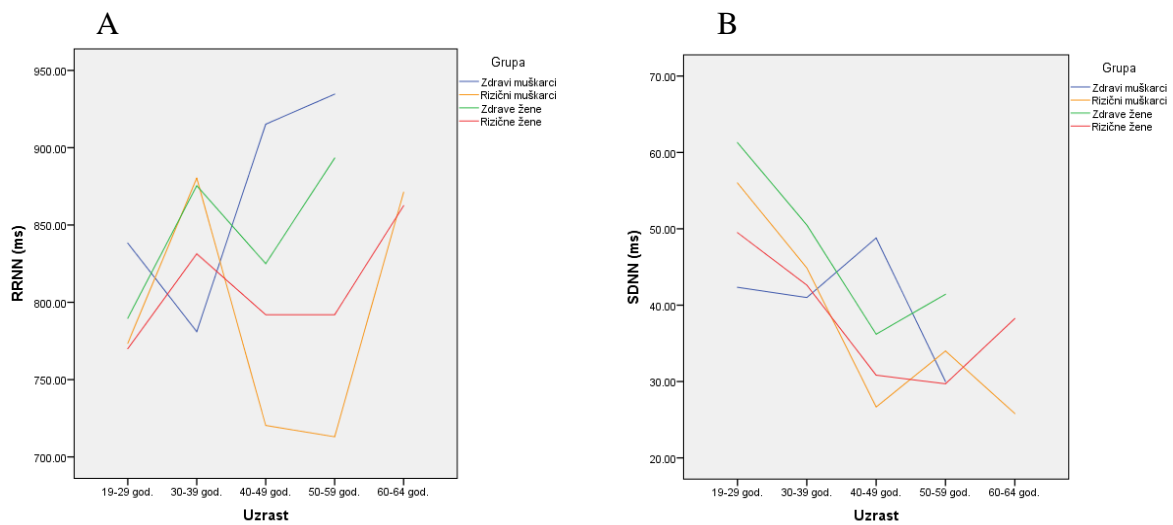 A
950.00
900.00
850.00
800.00
750.00
700.00
RRNN (ms)
19-29 god. 30-39 god. 40-49 god. 50-59 god. 60-64 god.
Uzrast
Grupa
Zdravi muškarci
Rizični muškarci
Zdrave žene
Rizične žene
B
70.00
60.00
50.00
40.00
30.00
20.00
SDNN (ms)
19-29 god. 30-39 god. 40-49 god. 50-59 god. 60-64 god.
Uzrast
Grupa
Zdravi muškarci
Rizični muškarci
Zdrave žene
Rizične žene